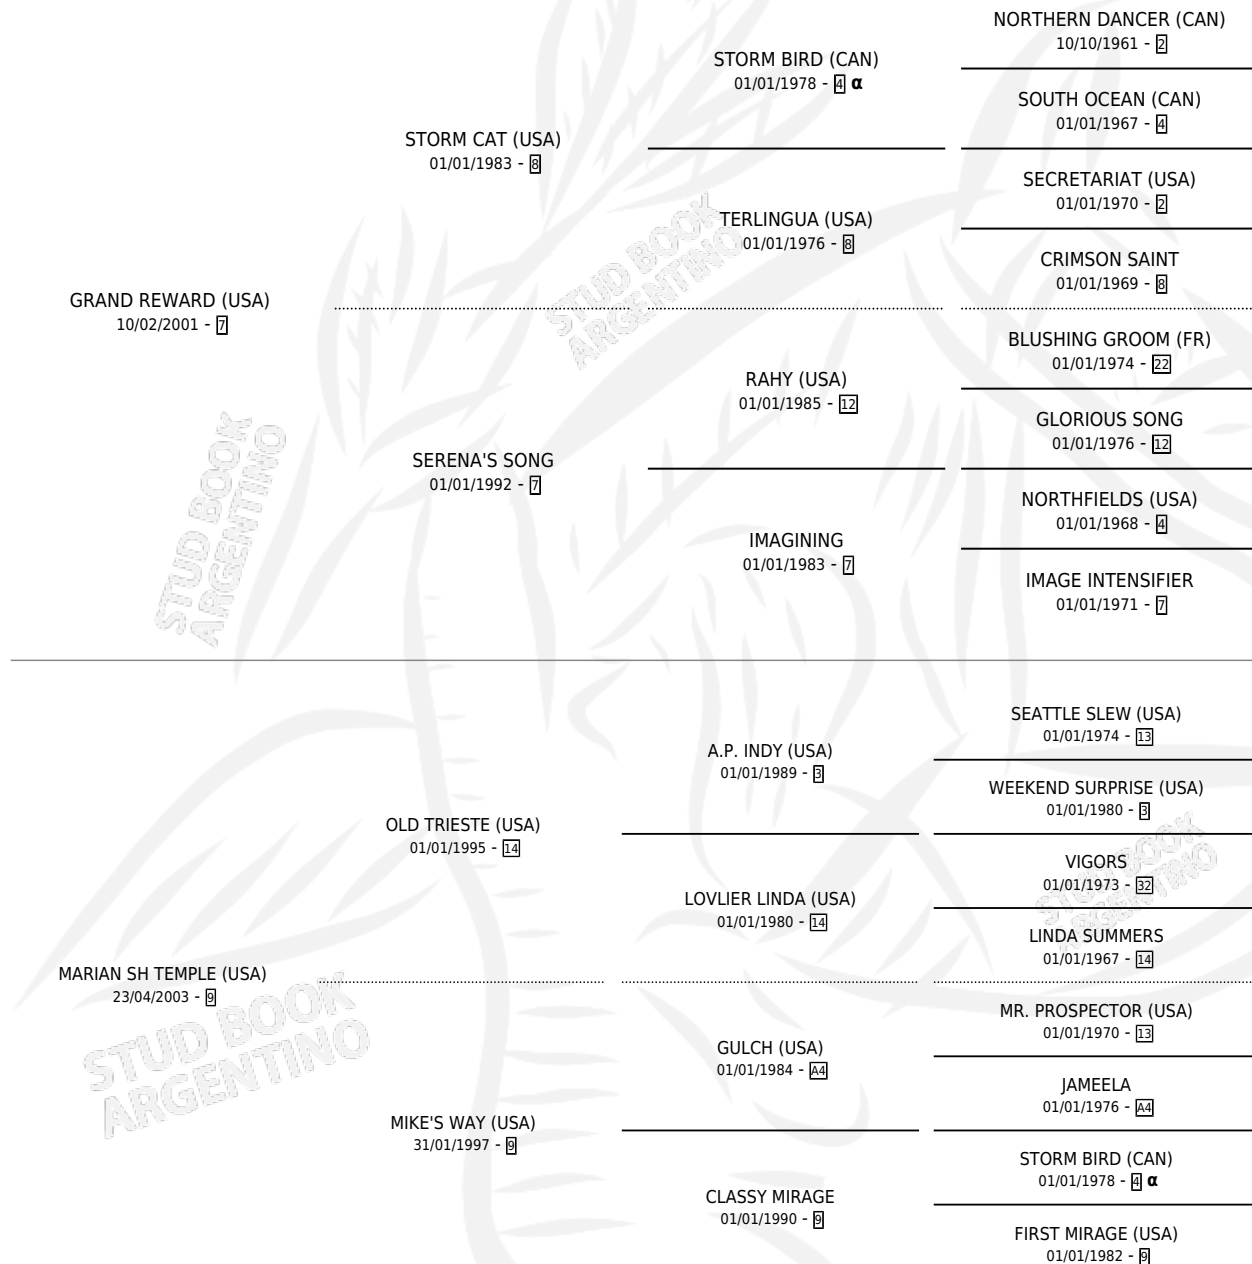 NORTHERN DANCER (CAN)
10/10/1961 - 2
STORM BIRD (CAN)
01/01/1978 - 4 α
SOUTH OCEAN (CAN)
01/01/1967 - 4
STORM CAT (USA)
01/01/1983 - 8
SECRETARIAT (USA)
01/01/1970 - 2
TERLINGUA (USA)
01/01/1976 - 8
CRIMSON SAINT
01/01/1969 - 8
GRAND REWARD (USA)
10/02/2001 - 7
BLUSHING GROOM (FR)
01/01/1974 - 22
RAHY (USA)
01/01/1985 - 12
GLORIOUS SONG
01/01/1976 - 12
SERENA'S SONG
01/01/1992 - 7
NORTHFIELDS (USA)
01/01/1968 - 4
IMAGINING
01/01/1983 - 7
IMAGE INTENSIFIER
01/01/1971 - 7
SEATTLE SLEW (USA)
01/01/1974 - 13
A.P. INDY (USA)
01/01/1989 - 3
WEEKEND SURPRISE (USA)
01/01/1980 - 3
OLD TRIESTE (USA)
01/01/1995 - 14
VIGORS
01/01/1973 - 32
LOVLIER LINDA (USA)
01/01/1980 - 14
LINDA SUMMERS
01/01/1967 - 14
MARIAN SH TEMPLE (USA)
23/04/2003 - 9
MR. PROSPECTOR (USA)
01/01/1970 - 13
GULCH (USA)
01/01/1984 - A4
JAMEELA
01/01/1976 - A4
MIKE'S WAY (USA)
31/01/1997 - 9
STORM BIRD (CAN)
01/01/1978 - 4 α
CLASSY MIRAGE
01/01/1990 - 9
FIRST MIRAGE (USA)
01/01/1982 - 9
STUD BOOK
ARGENTINO
STUD BOOK
ARGENTINO
STUD BOOK
ARGENTINO
STUD BOOK
ARGENTINO